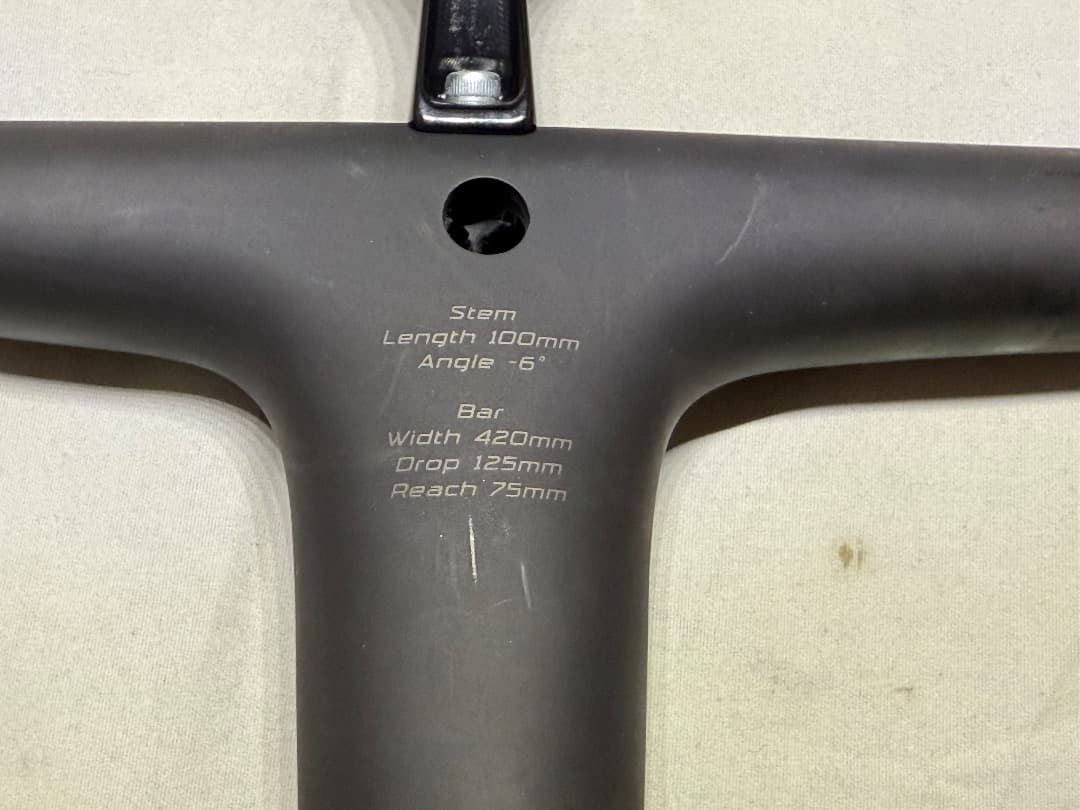 Stem
Length 100mm
Angle -6°
Bar
Width 420mm
Drop 125mm
Reach 75mm